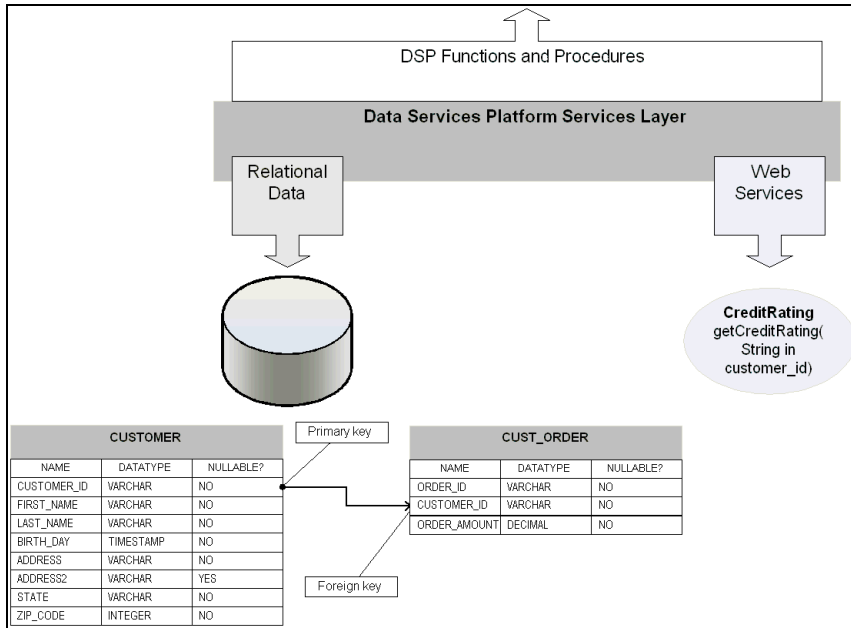 DSP Functions and Procedures
Data Services Platform Services Layer
Relational
Data
Web
Services
CreditRating
getCreditRating(
String in
customer_id)
CUSTOMER
NAME DATATYPE NULLABLE?
CUSTOMER_ID VARCHAR NO
FIRST_NAME VARCHAR NO
LAST_NAME VARCHAR NO
BIRTH_DAY TIMESTAMP NO
ADDRESS VARCHAR NO
ADDRESS2 VARCHAR YES
STATE VARCHAR NO
ZIP_CODE INTEGER NO
Primary key
Foreign key
CUST_ORDER
NAME DATATYPE NULLABLE?
ORDER_ID VARCHAR NO
CUSTOMER_ID VARCHAR NO
ORDER_AMOUNT DECIMAL NO